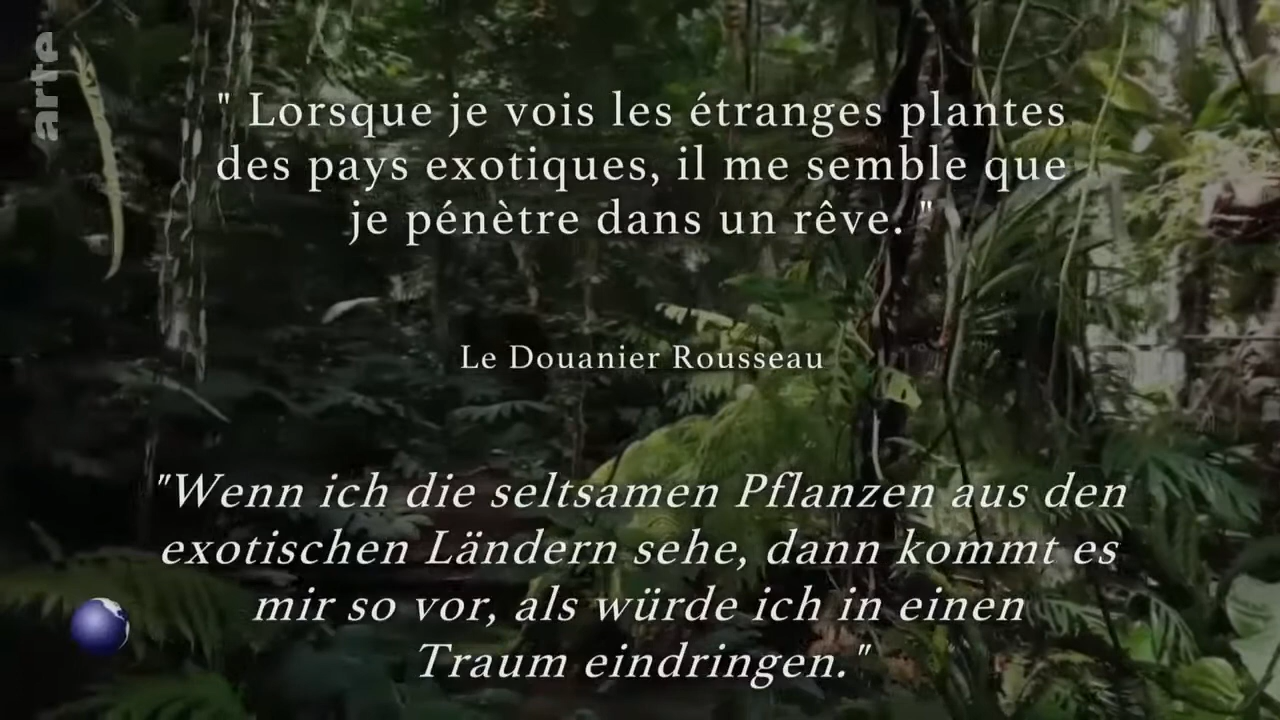 arte
" Lorsque je vois les étranges plantes
des pays exotiques, il me semble que
je pénètre dans un rêve. "
Le Douanier Rousseau
"Wenn ich die seltsamen Pflanzen aus den
exotischen Ländern sehe, dann kommt es
mir so vor, als würde ich in einen
Traum eindringen."